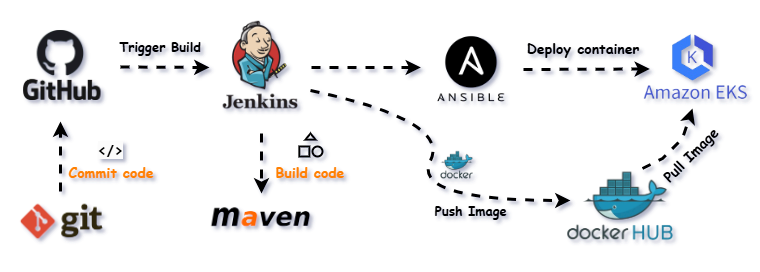 Trigger Build
GitHub
Jenkins
A
ANSIBLE
Deploy container
K
Amazon EKS
</>
Commit code
Build code
docker
Pull Image
git
maven
Push Image
docker HUB